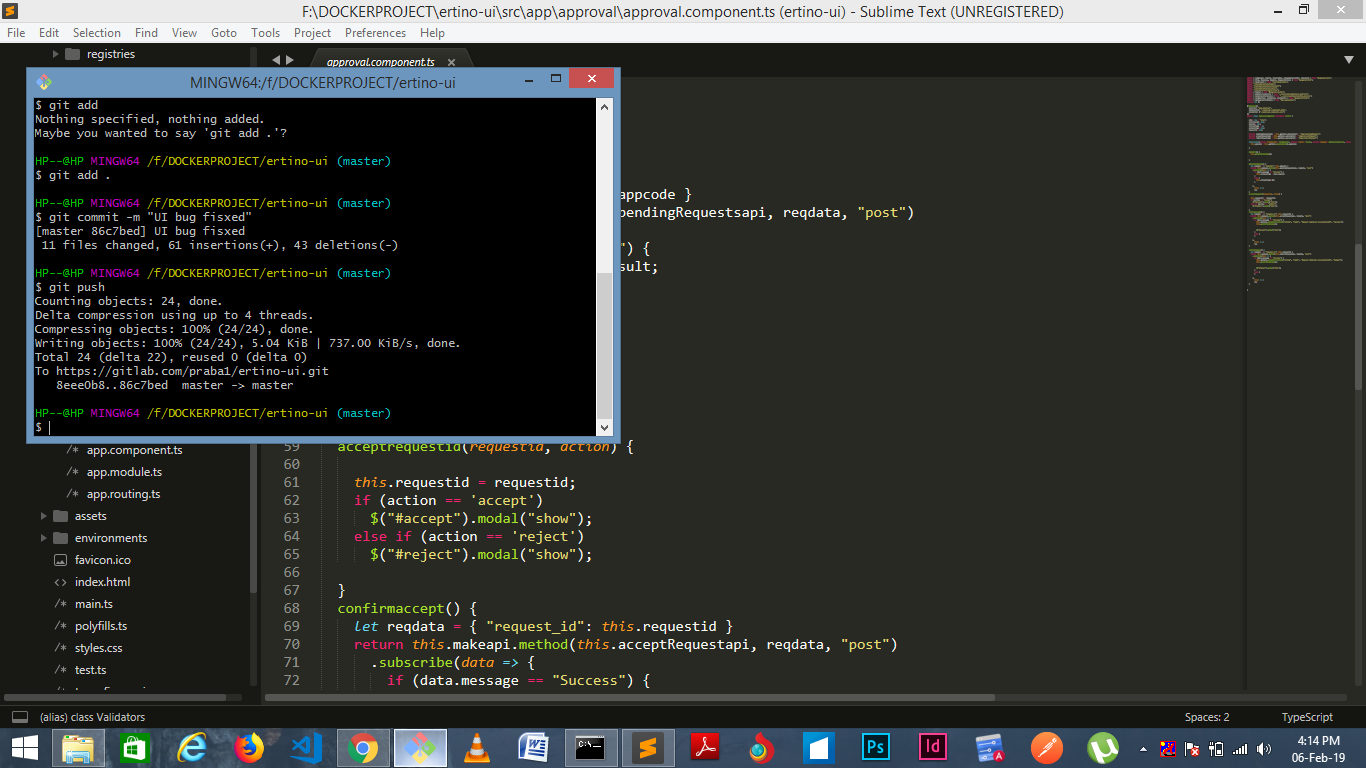 F:\DOCKERPROJECT\ertino-ui\src\app\approval\approval.component.ts (ertino-ui) - Sublime Text (UNREGISTERED)
File Edit Selection Find View Goto Tools Project Preferences Help
registries
approval.component.ts
MINGW64:/f/DOCKERPROJECT/ertino-ui
$ git add
Nothing specified, nothing added.
Maybe you wanted to say 'git add .'?
HP--@HP MINGW64 /f/DOCKERPROJECT/ertino-ui (master)
$ git add .
HP--@HP MINGW64 /f/DOCKERPROJECT/ertino-ui (master)
$ git commit -m "UI bug fisxed"
[master 86c7bed] UI bug fisxed
11 files changed, 61 insertions(+), 43 deletions(-)
HP--@HP MINGW64 /f/DOCKERPROJECT/ertino-ui (master)
$ git push
Counting objects: 24, done.
Delta compression using up to 4 threads.
Compressing objects: 100% (24/24), done.
Writing objects: 100% (24/24), 5.04 KiB | 737.00 KiB/s, done.
Total 24 (delta 22), reused 0 (delta 0)
To https://gitlab.com/praba1/ertino-ui.git
8eee0b8..86c7bed master -> master
HP--@HP MINGW64 /f/DOCKERPROJECT/ertino-ui (master)
$
appcode }
pendingRequestsapi, reqdata, "post")
") {
sult;
app.component.ts
app.module.ts
app.routing.ts
assets
environments
favicon.ico
index.html
main.ts
polyfills.ts
styles.css
test.ts
59 acceptrequestid(requestid, action) {
60
61 this.requestid = requestid;
62 if (action == 'accept')
63 $("#accept").modal("show");
64 else if (action == 'reject')
65 $("#reject").modal("show");
66
67 }
68 confirmaccept() {
69 let reqdata = { "request_id": this.requestid }
70 return this.makeapi.method(this.acceptRequestapi, reqdata, "post")
71 .subscribe(data => {
72 if (data.message == "Success") {
(alias) class Validators
Spaces: 2
TypeScript
4:14 PM
06-Feb-19